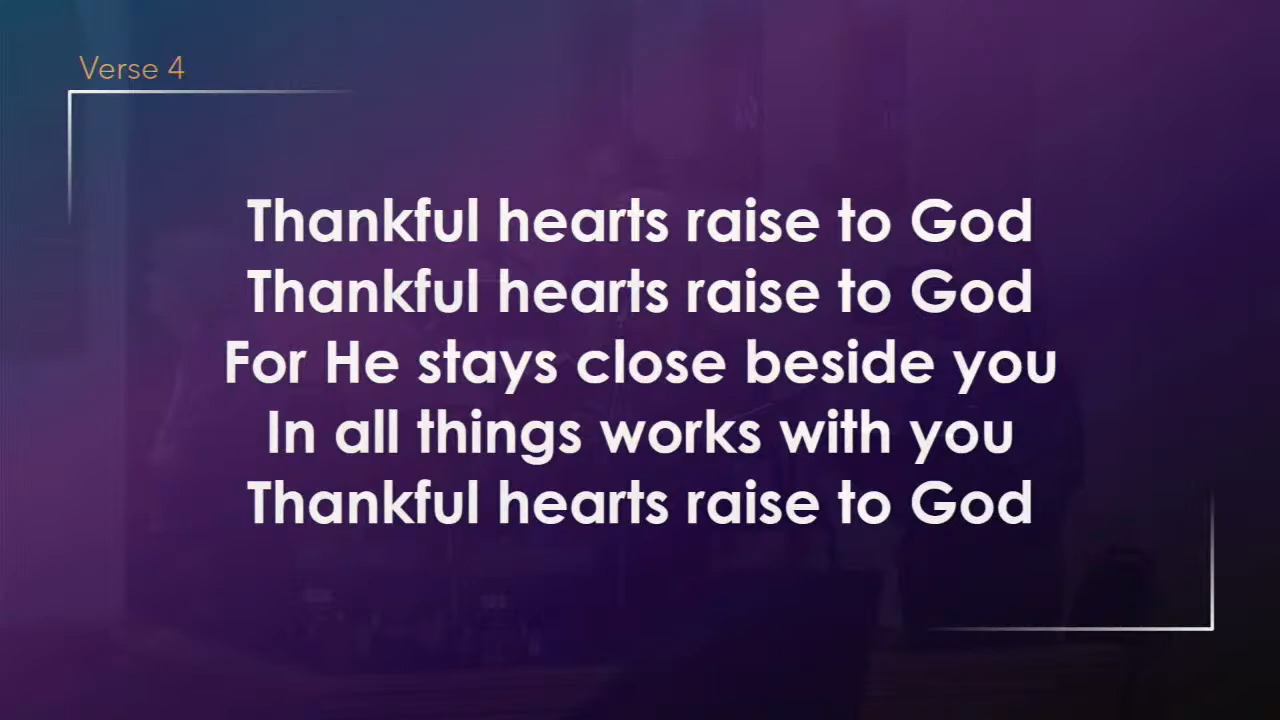 Verse 4
Thankful hearts raise to God
Thankful hearts raise to God
For He stays close beside you
In all things works with you
Thankful hearts raise to God